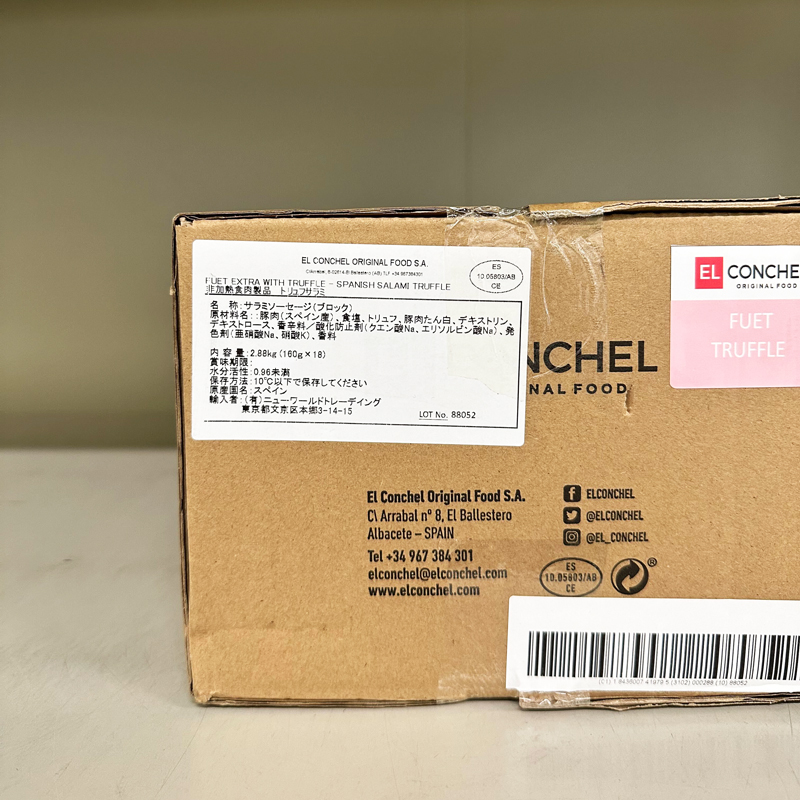 EL CONCHEL ORIGINAL FOOD S.A.
ES
10.05803/AB
CE
FUET EXTRA WITH TRUFFLE - SPANISH SALAMI TRUFFLE
非加熱食肉製品 トリュフサラミ
名 称:サラミソーセージ(ブロック)
原材料名::豚肉(スペイン産)、食塩、トリュフ、豚肉たん白、デキストリン、
デキストロース、香辛料/酸化防止剤(クエン酸Na、エリソルビン酸Na)、発
色剤(亜硝酸Na、硝酸K)、香料
内 容 量:2.88kg (160g×18)
賞味期限:
水分活性:0.96未満
保存方法:10℃以下で保存してください
原産国名:スペイン
輸入者:(有)ニューワールドトレーデイング
東京都文京区本郷3-14-15
LOT No. 88052
EL CONCHEL
ORIGINAL FOOD
FUET
TRUFFLE
NCHEL
NAL FOOD
El Conchel Original Food S.A.
C\ Arrabal nº 8, El Ballestero
Albacete – SPAIN
Tel +34 967 384 301
elconchel@elconchel.com
www.elconchel.com
ELCONCHEL
@ELCONCHEL
@EL_CONCHEL
ES
10.05803/AB
CE
®